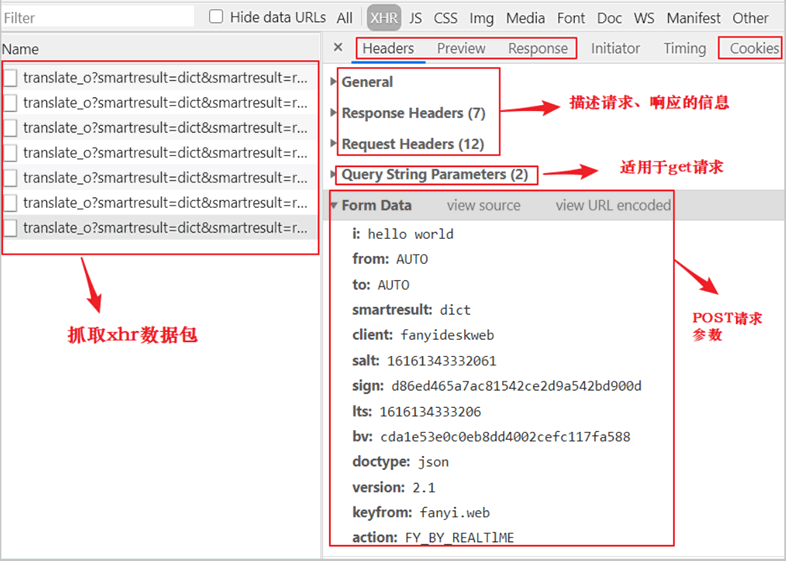 Filter Hide data URLs All XHR JS CSS Img Media Font Doc WS Manifest Other
Name
translate_o?smartresult=dict&smartresult=r...
translate_o?smartresult=dict&smartresult=r...
translate_o?smartresult=dict&smartresult=r...
translate_o?smartresult=dict&smartresult=r...
translate_o?smartresult=dict&smartresult=r...
translate_o?smartresult=dict&smartresult=r...
translate_o?smartresult=dict&smartresult=r...
抓取xhr数据包
× Headers Preview Response Initiator Timing Cookies
General
Response Headers (7)
Request Headers (12)
描述请求、响应的信息
Query String Parameters (2)
适用于get请求
Form Data view source view URL encoded
i: hello world
from: AUTO
to: AUTO
smartresult: dict
client: fanyideskweb
salt: 16161343332061
sign: d86ed465a7ac81542ce2d9a542bd900d
lts: 1616134333206
bv: cda1e53e0c0eb8dd4002cefc117fa588
doctype: json
version: 2.1
keyfrom: fanyi.web
action: FY_BY_REALTlME
POST请求
参数